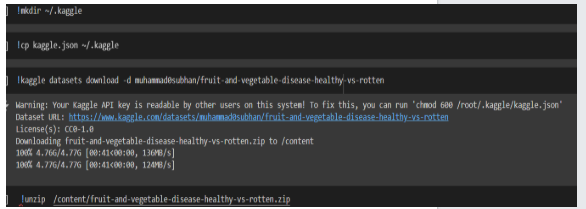 !mkdir ~/.kaggle
!cp kaggle.json ~/.kaggle
!kaggle datasets download -d muhammad0subhan/fruit-and-vegetable-disease-healthy-vs-rotten
Warning: Your Kaggle API key is readable by other users on this system! To fix this, you can run 'chmod 600 /root/.kaggle/kaggle.json'
Dataset URL: https://www.kaggle.com/datasets/muhammad0subhan/fruit-and-vegetable-disease-healthy-vs-rotten
License(s): CC0-1.0
Downloading fruit-and-vegetable-disease-healthy-vs-rotten.zip to /content
100% 4.76G/4.77G [00:41<00:00, 136MB/s]
100% 4.77G/4.77G [00:41<00:00, 124MB/s]
!unzip /content/fruit-and-vegetable-disease-healthy-vs-rotten.zip